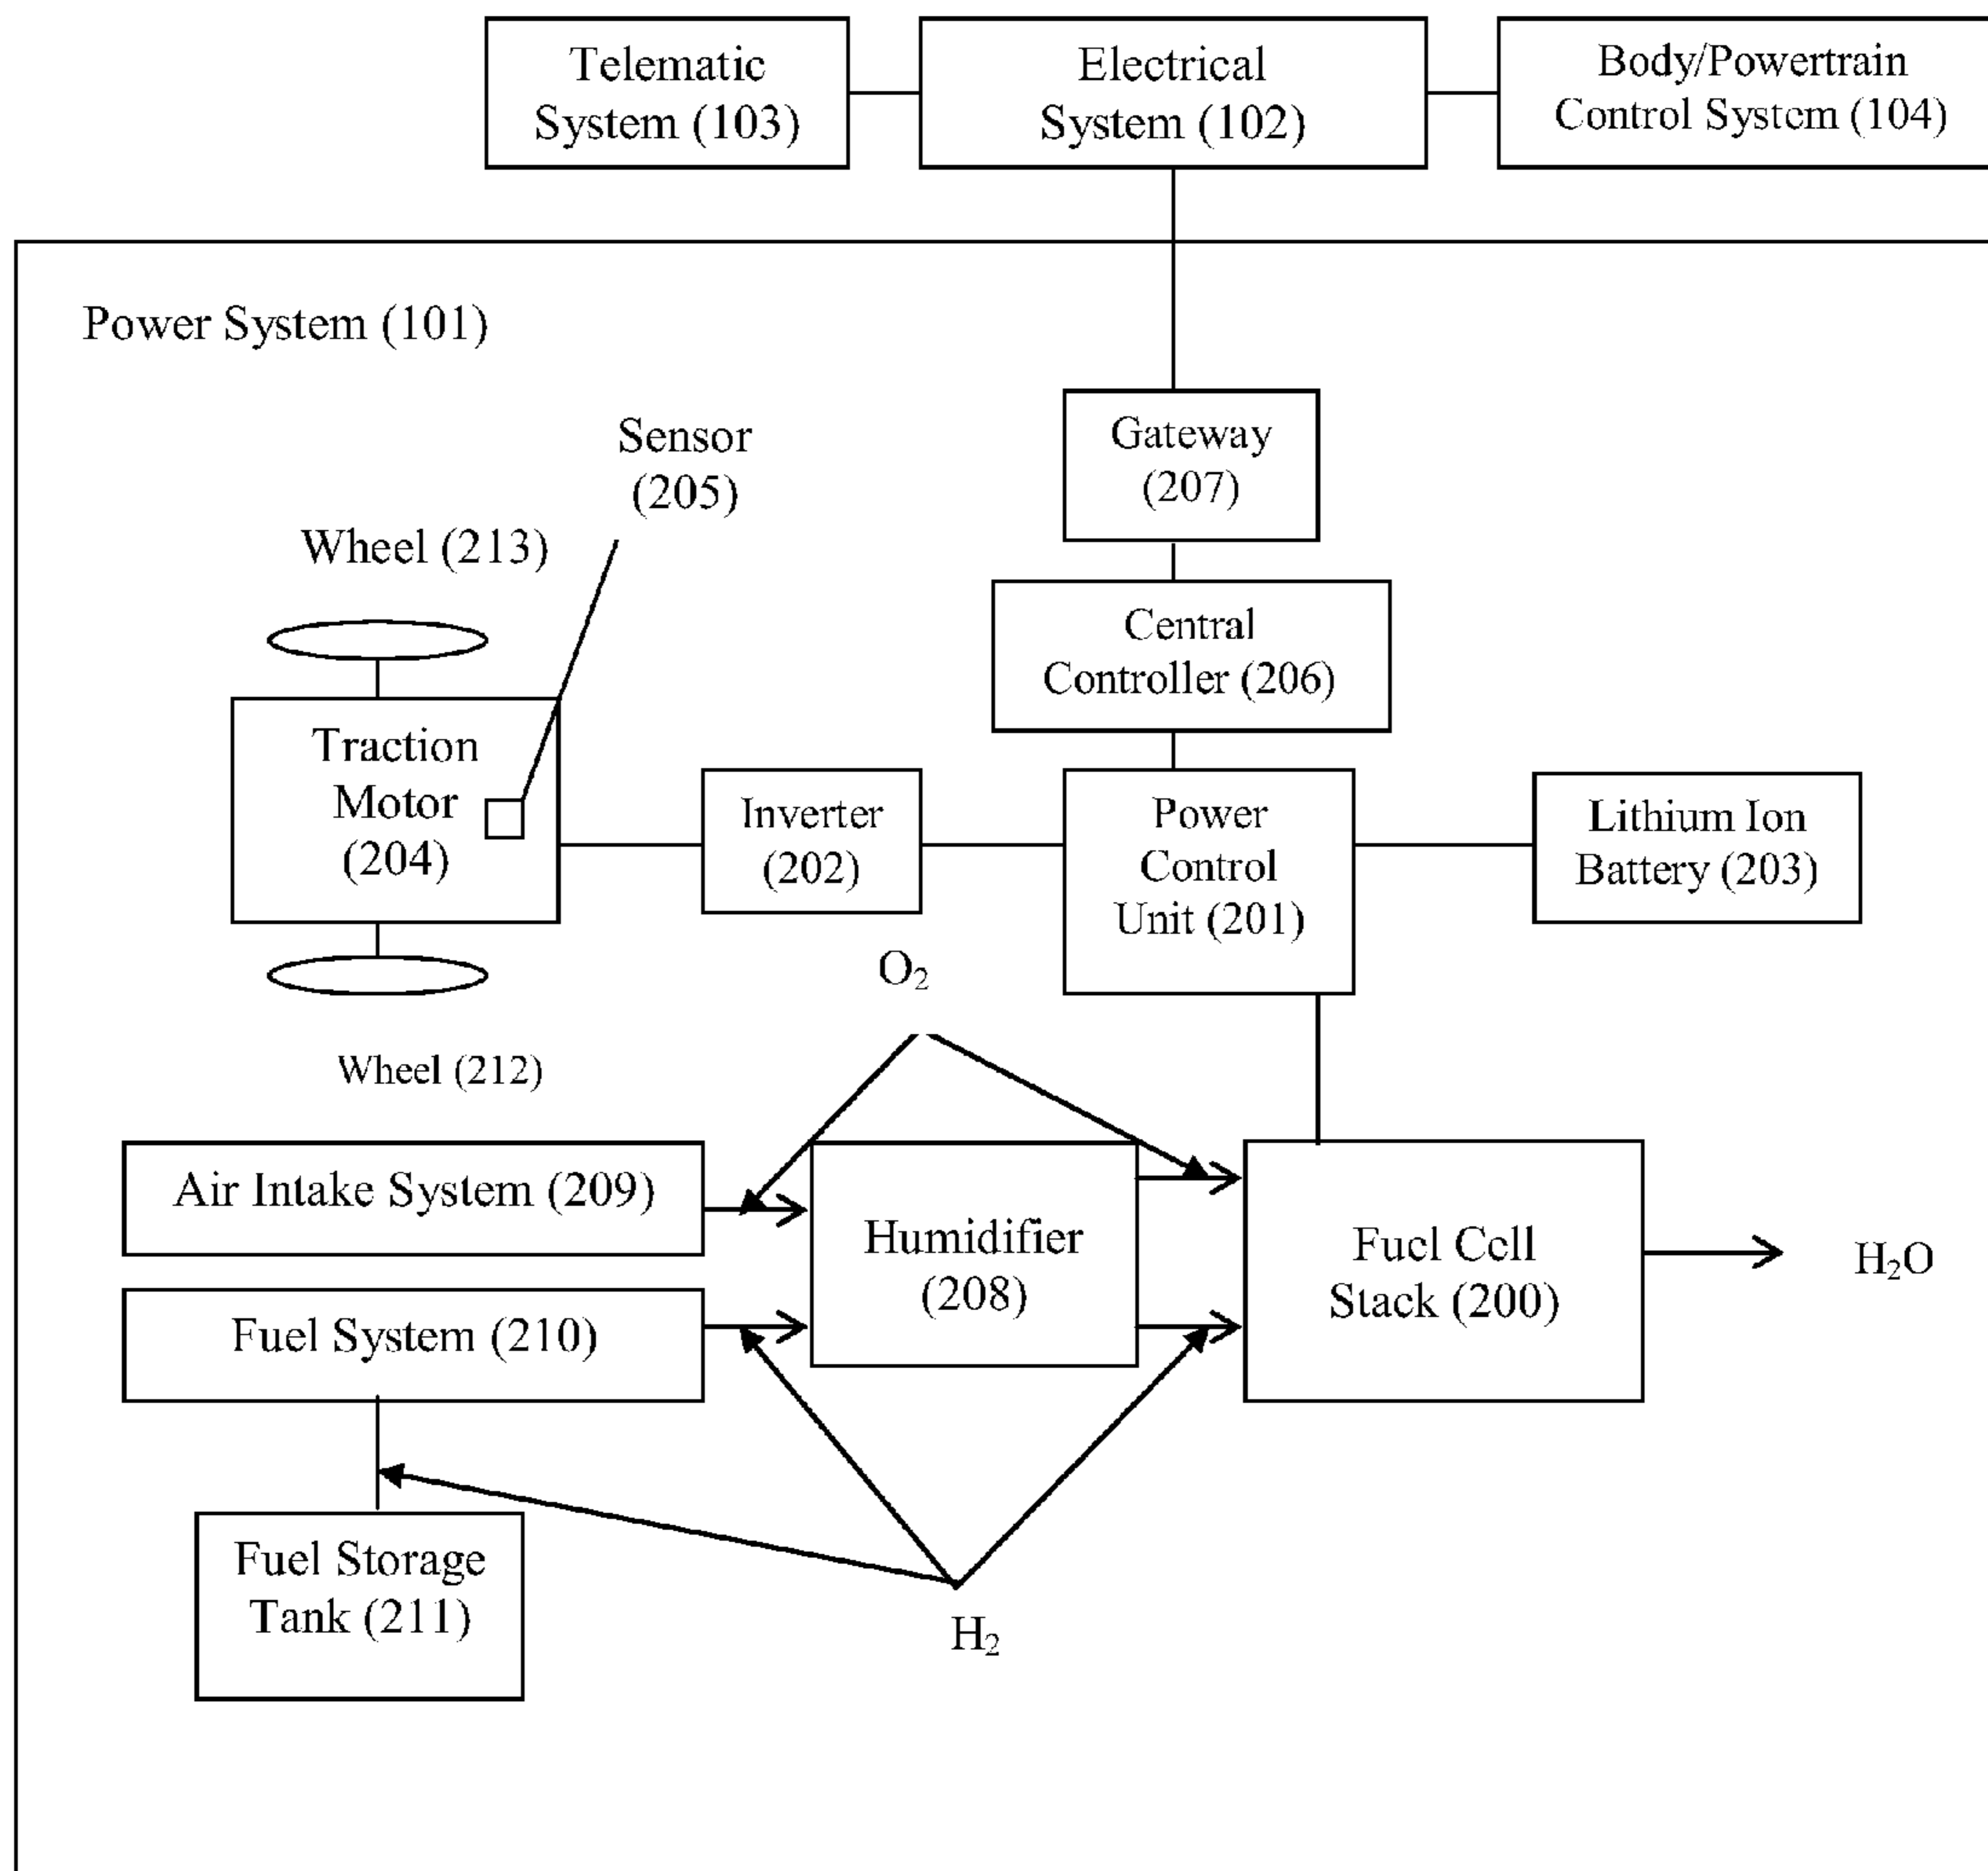 Telematic
System (103)
Electrical
System (102)
Body/Powertrain
Control System (104)
Power System (101)
Gateway
(207)
Sensor
(205)
Wheel (213)
Central
Controller (206)
Traction
Motor
(204)
Inverter
(202)
Power
Control
Unit (201)
Lithium Ion
Battery (203)
O₂
Wheel (212)
Air Intake System (209)
Humidifier
(208)
Fuel Cell
Stack (200)
H₂O
Fuel System (210)
Fuel Storage
Tank (211)
H₂